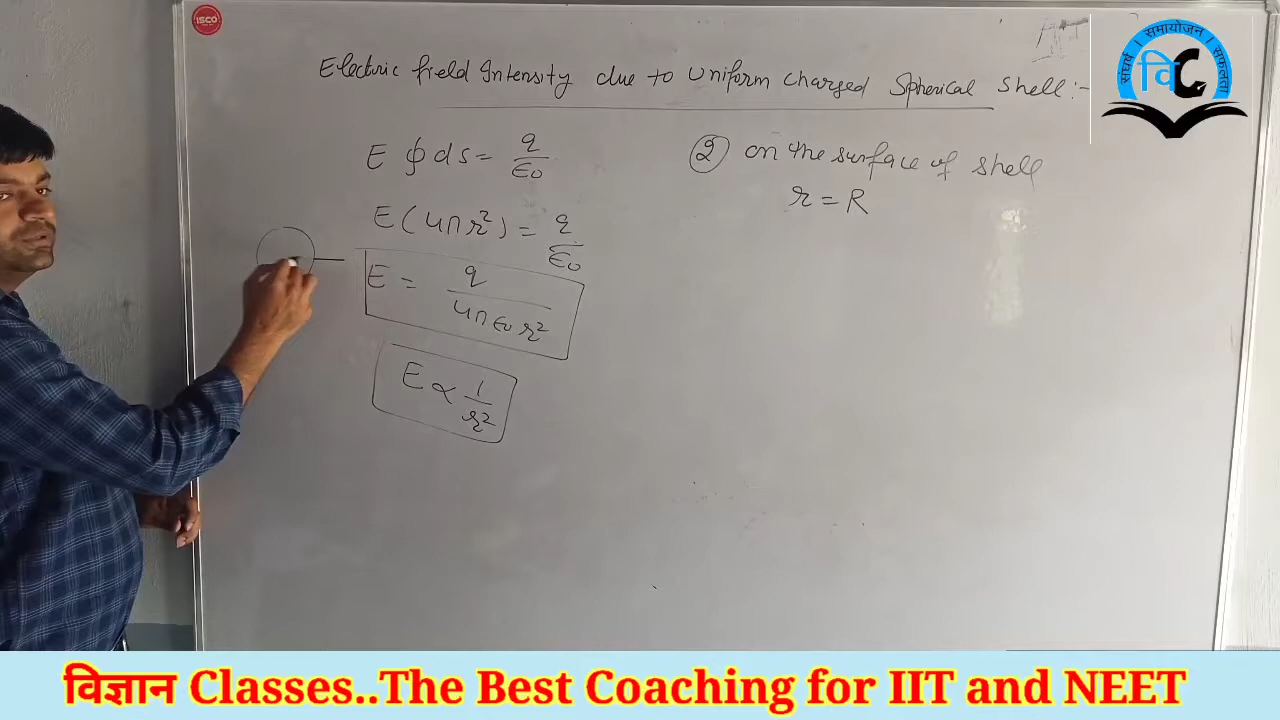 ISCO
संघर्ष । समायोजन । सफलता
वि C
Electric field Intensity due to Uniform Charged Spherical Shell :-
E ∮ ds = q/ε0
E(4πr²) = q/ε0
E = q/4πε0r²
E ∝ 1/r²
② on the surface of shell
r = R
विज्ञान Classes..The Best Coaching for IIT and NEET